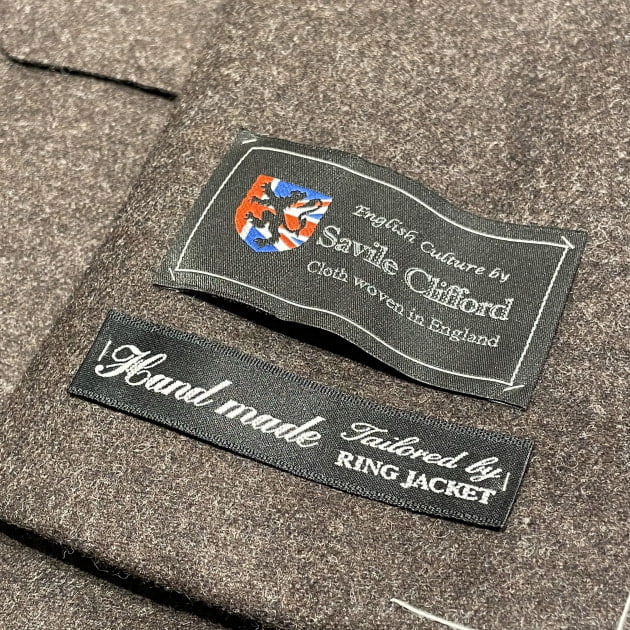 English Culture by
Savile Clifford
Cloth woven in England
Hand made
Tailored by
RING JACKET